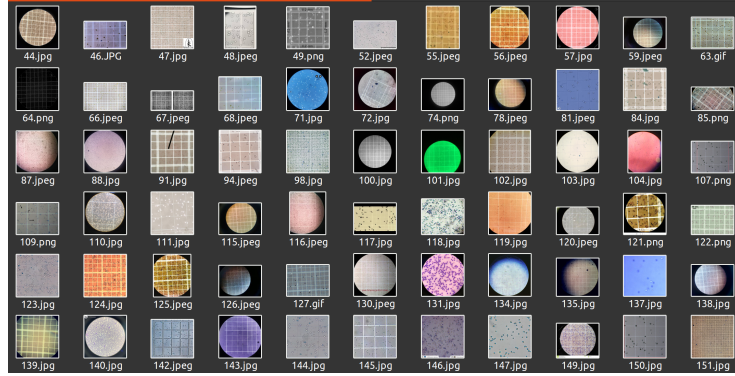 44.jpg 46.JPG 47.jpg 48.jpeg 49.png 52.jpeg 55.jpeg 56.jpeg 57.jpg 59.jpeg 63.gif
64.png 66.jpeg 67.jpeg 68.jpg 71.jpg 72.jpg 74.png 78.jpeg 81.jpeg 84.jpg 85.png
87.jpeg 88.jpg 91.jpg 94.jpeg 98.jpg 100.jpg 101.jpg 102.jpg 103.jpg 104.jpg 107.png
109.png 110.jpg 111.jpg 115.jpeg 116.jpeg 117.jpg 118.jpg 119.jpg 120.jpeg 121.png 122.png
123.jpg 124.jpg 125.jpeg 126.jpeg 127.gif 130.jpeg 131.jpg 134.jpg 135.jpg 137.jpg 138.jpg
139.jpg 140.jpg 142.jpeg 143.jpg 144.jpg 145.jpg 146.jpg 147.jpg 149.jpg 150.jpg 151.jpg